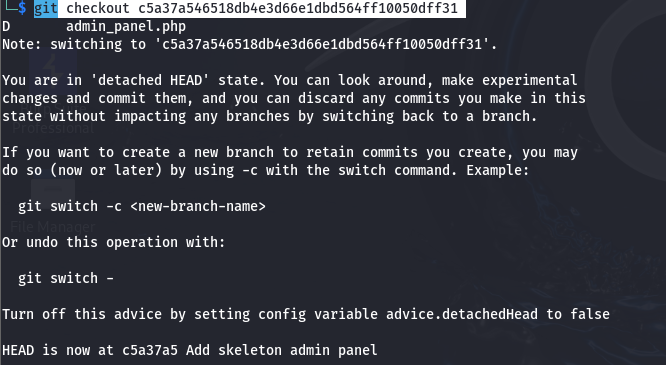 $ git checkout c5a37a546518db4e3d66e1dbd564ff10050dff31
D admin_panel.php
Note: switching to 'c5a37a546518db4e3d66e1dbd564ff10050dff31'.
You are in 'detached HEAD' state. You can look around, make experimental
changes and commit them, and you can discard any commits you make in this
state without impacting any branches by switching back to a branch.
Professional
If you want to create a new branch to retain commits you create, you may
do so (now or later) by using -c with the switch command. Example:
git switch -c <new-branch-name>
File Manager
Or undo this operation with:
git switch -
Turn off this advice by setting config variable advice.detachedHead to false
HEAD is now at c5a37a5 Add skeleton admin panel